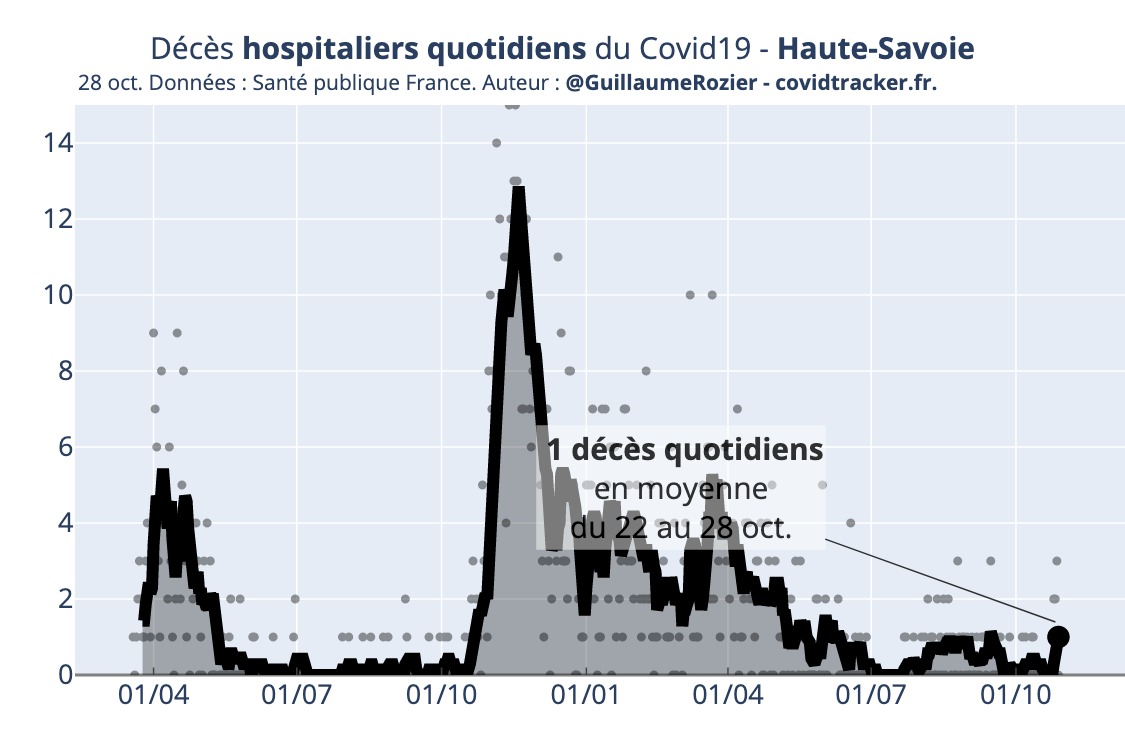 Décès hospitaliers quotidiens du Covid19 - Haute-Savoie
28 oct. Données : Santé publique France. Auteur : @GuillaumeRozier - covidtracker.fr.
14
12
10
8
6
4
2
0
1 décès quotidiens
en moyenne
du 22 au 28 oct.
01/04 01/07 01/10 01/01 01/04 01/07 01/10